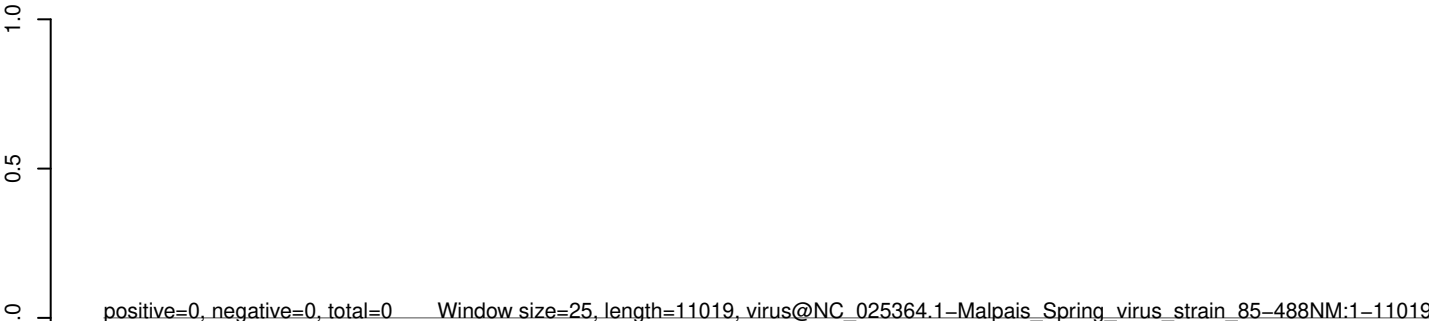 1.0
0.5
.0
positive=0, negative=0, total=0 Window size=25, length=11019, virus@NC_025364.1−Malpais_Spring_virus_strain_85−488NM:1−11019